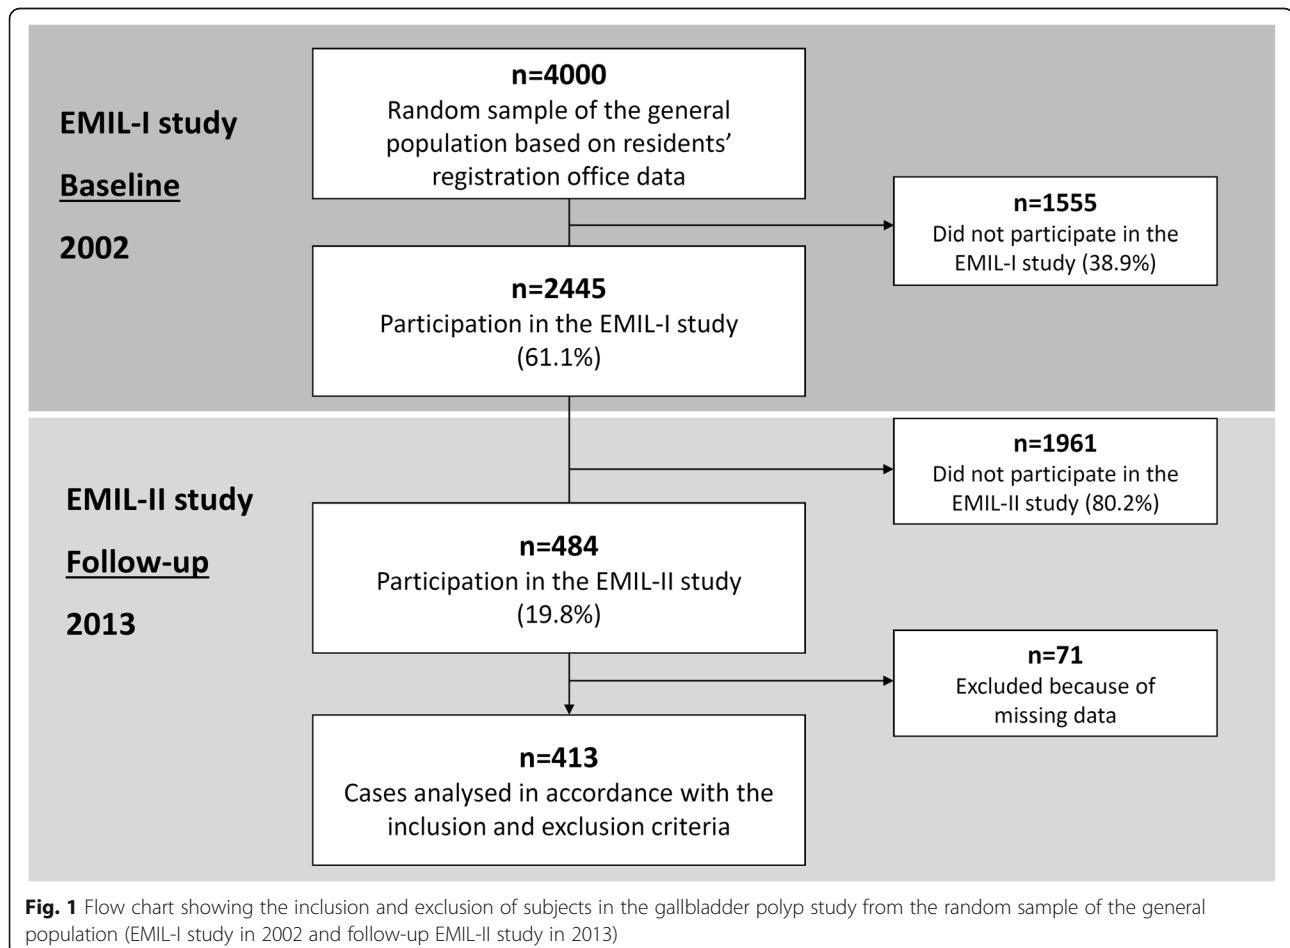 EMIL-I study
Baseline
2002
n=4000
Random sample of the general
population based on residents’
registration office data
n=1555
Did not participate in the
EMIL-I study (38.9%)
n=2445
Participation in the EMIL-I study
(61.1%)
EMIL-II study
Follow-up
2013
n=1961
Did not participate in the
EMIL-II study (80.2%)
n=484
Participation in the EMIL-II study
(19.8%)
n=71
Excluded because of
missing data
n=413
Cases analysed in accordance with the
inclusion and exclusion criteria
Fig. 1 Flow chart showing the inclusion and exclusion of subjects in the gallbladder polyp study from the random sample of the general
population (EMIL-I study in 2002 and follow-up EMIL-II study in 2013)